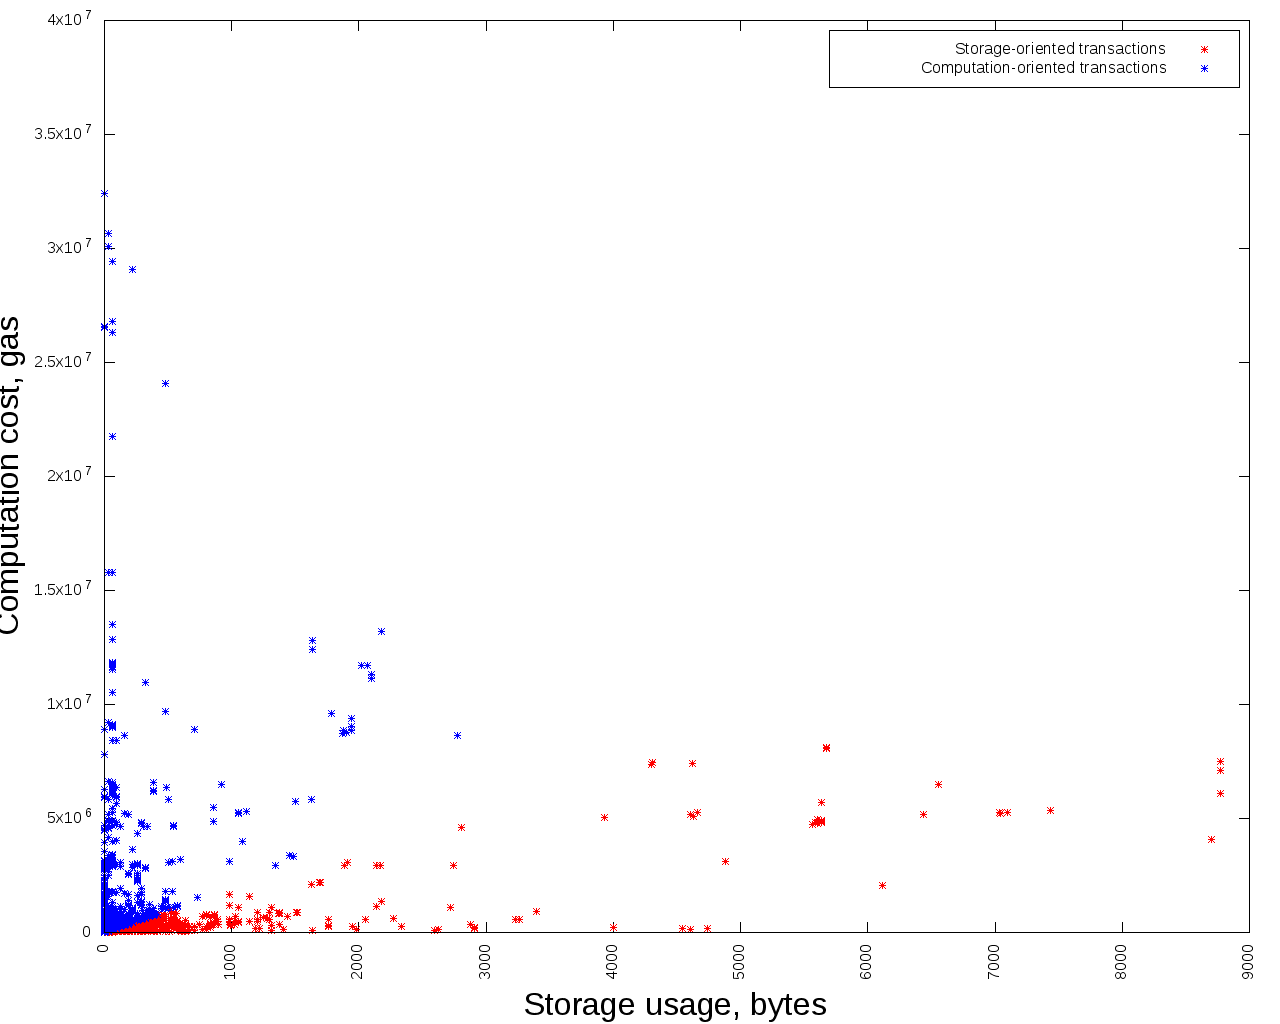 4x10 7
Storage-oriented transactions
Computation-oriented transactions
3.5x10 7
3x10 7
2.5x10 7
2x10 7
1.5x10 7
1x10 7
5x10 6
0
Computation cost, gas
0
1000
2000
3000
4000
5000
6000
7000
8000
9000
Storage usage, bytes